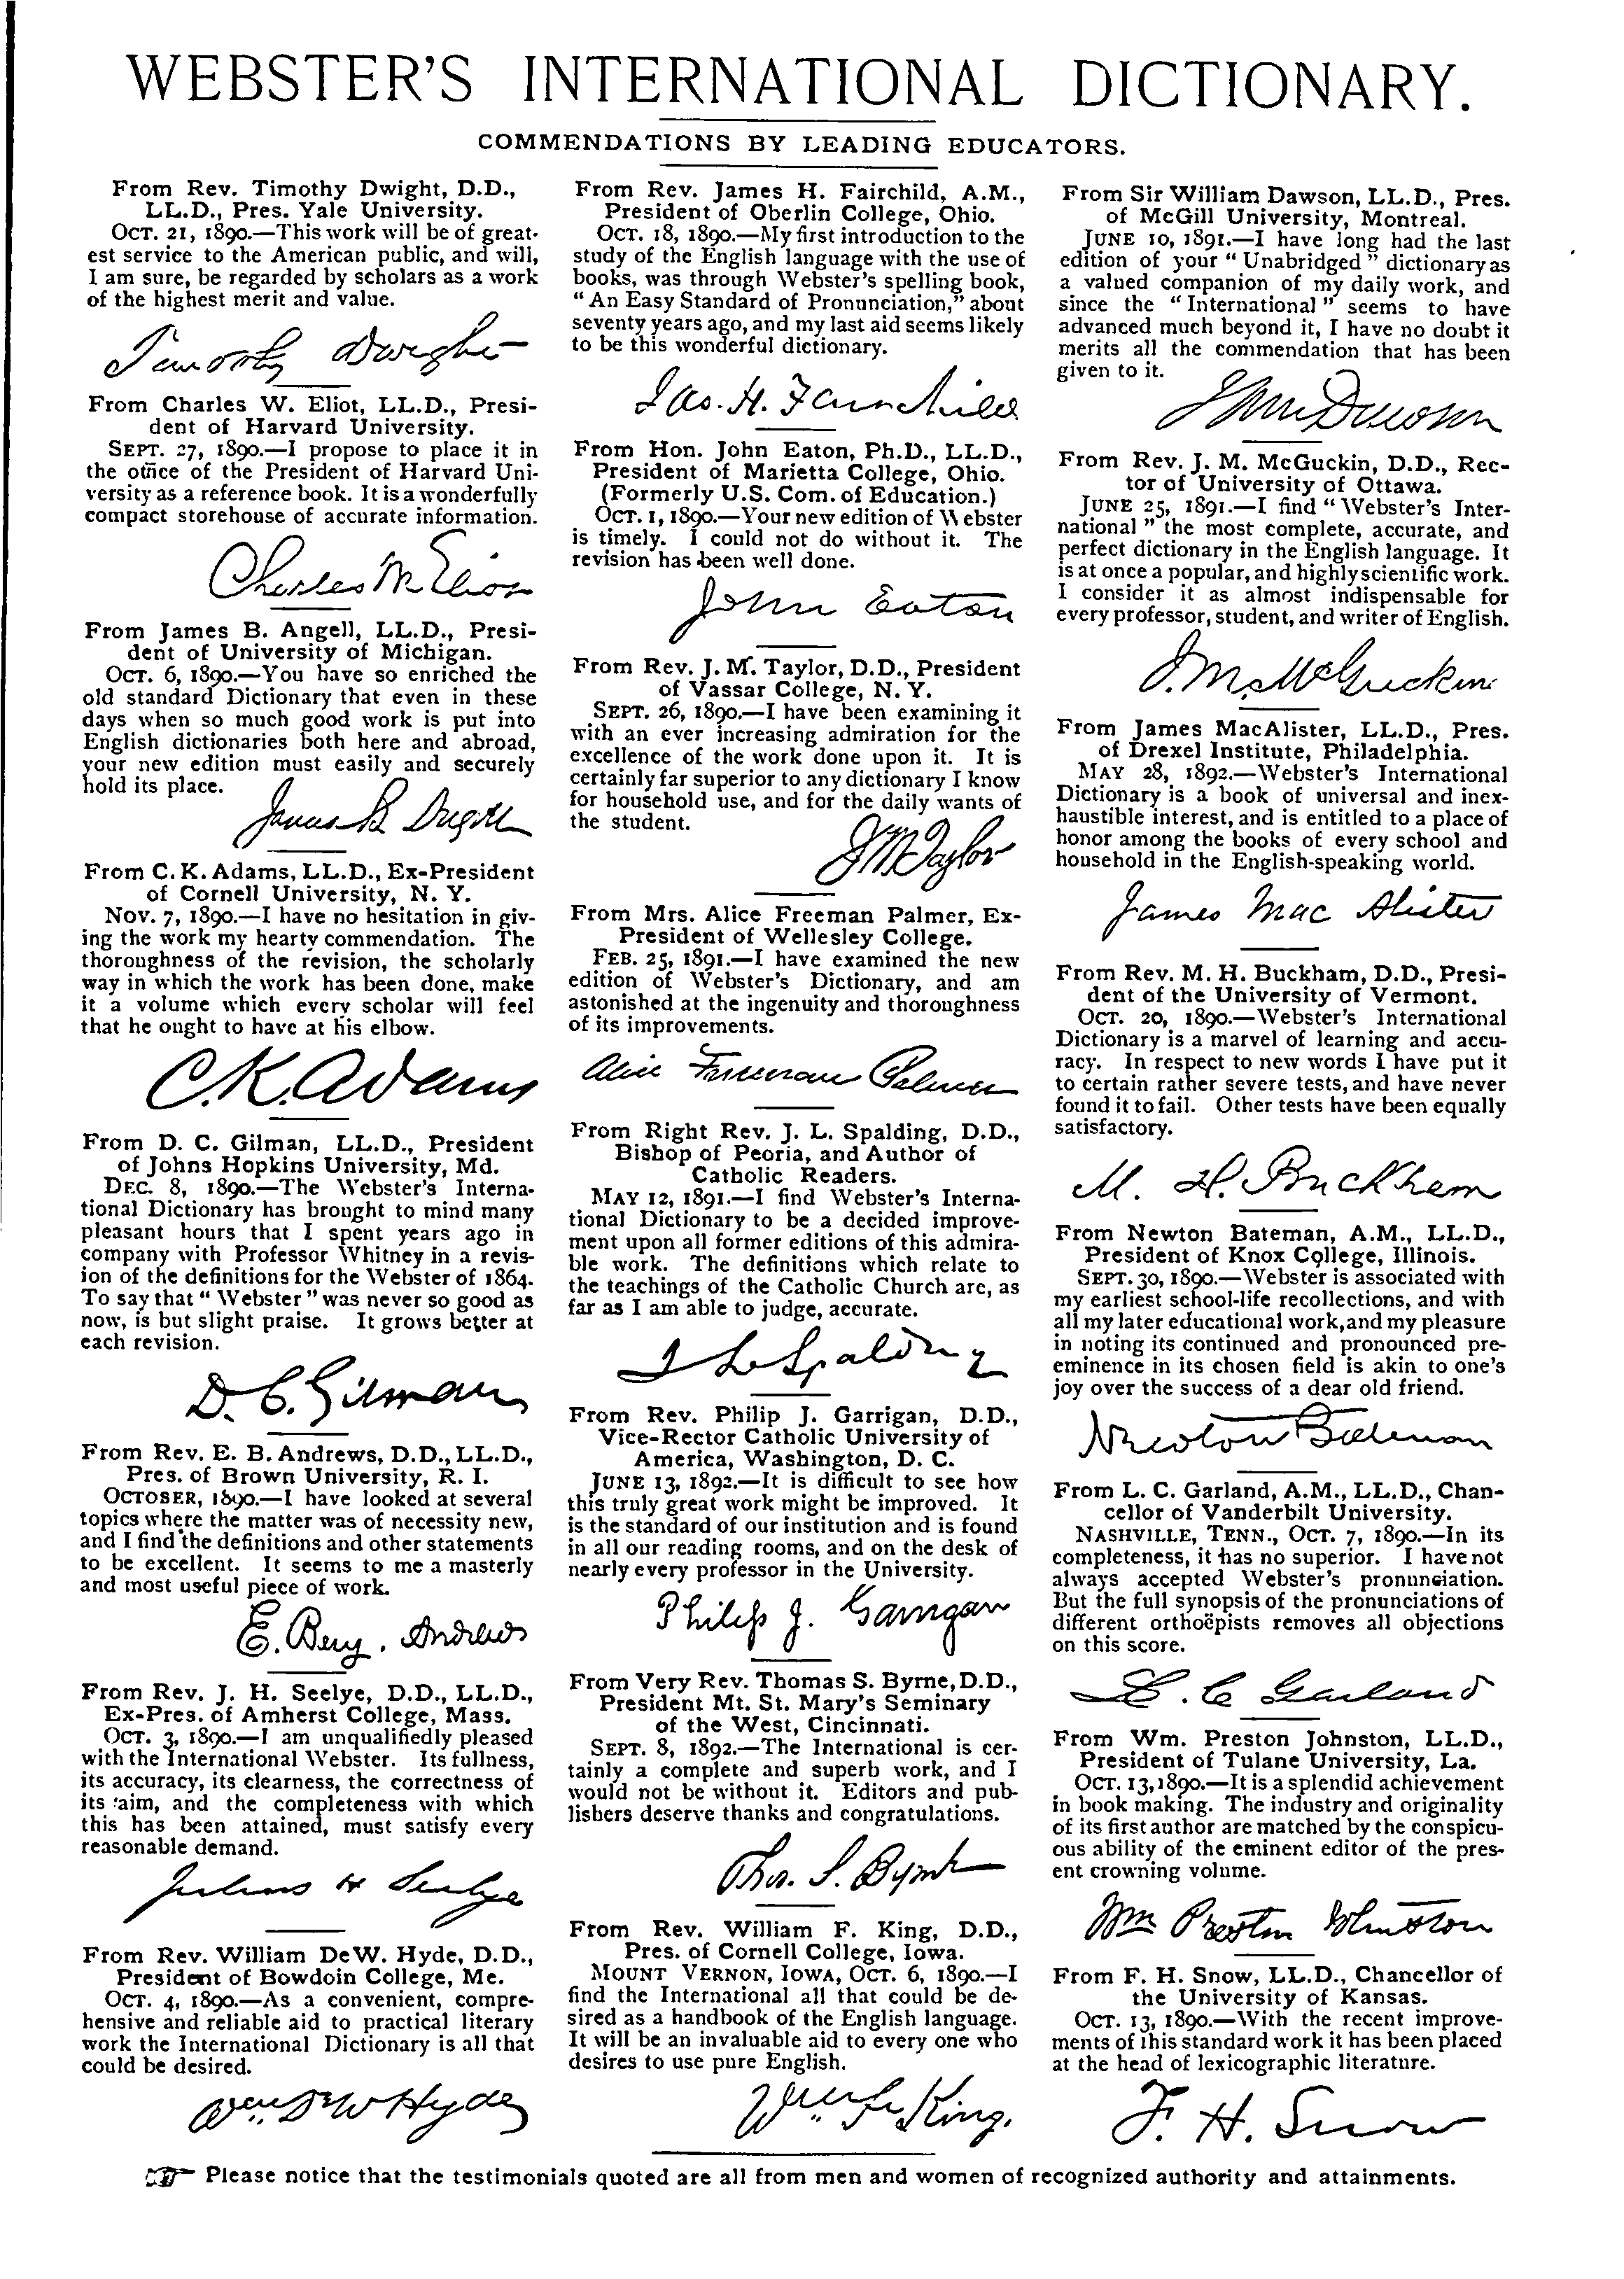 WEBSTER'S INTERNATIONAL DICTIONARY.
COMMENDATIONS BY LEADING EDUCATORS.
From Rev. Timothy Dwight, D.D.,
LL.D., Pres. Yale University.
OCT. 21, 1890.—This work will be of great-
est service to the American public, and will,
I am sure, be regarded by scholars as a work
of the highest merit and value.
Timothy Dwight
From Charles W. Eliot, LL.D., Presi-
dent of Harvard University.
SEPT. 27, 1890.—I propose to place it in
the office of the President of Harvard Uni-
versity as a reference book. It is a wonderfully
compact storehouse of accurate information.
Charles W. Eliot
From James B. Angell, LL.D., Presi-
dent of University of Michigan.
OCT. 6, 1890.—You have so enriched the
old standard Dictionary that even in these
days when so much good work is put into
English dictionaries both here and abroad,
your new edition must easily and securely
hold its place.
James B Angell
From C. K. Adams, LL.D., Ex-President
of Cornell University, N. Y.
NOV. 7, 1890.—I have no hesitation in giv-
ing the work my hearty commendation. The
thoroughness of the revision, the scholarly
way in which the work has been done, make
it a volume which every scholar will feel
that he ought to have at his elbow.
C. K. Adams
From D. C. Gilman, LL.D., President
of Johns Hopkins University, Md.
DEC. 8, 1890.—The Webster's Interna-
tional Dictionary has brought to mind many
pleasant hours that I spent years ago in
company with Professor Whitney in a revis-
ion of the definitions for the Webster of 1864.
To say that "Webster" was never so good as
now, is but slight praise. It grows better at
each revision.
D. C. Gilman
From Rev. E. B. Andrews, D.D., LL.D.,
Pres. of Brown University, R. I.
OCTOBER, 1890.—I have looked at several
topics where the matter was of necessity new,
and I find the definitions and other statements
to be excellent. It seems to me a masterly
and most useful piece of work.
E. Benj. Andrews
From Rev. J. H. Seelye, D.D., LL.D.,
Ex-Pres. of Amherst College, Mass.
OCT. 3, 1890.—I am unqualifiedly pleased
with the International Webster. Its fullness,
its accuracy, its clearness, the correctness of
its aim, and the completeness with which
this has been attained, must satisfy every
reasonable demand.
Julius H Seelye
From Rev. William DeW. Hyde, D.D.,
President of Bowdoin College, Me.
OCT. 4, 1890.—As a convenient, compre-
hensive and reliable aid to practical literary
work the International Dictionary is all that
could be desired.
Wm. DeW Hyde
From Rev. James H. Fairchild, A.M.,
President of Oberlin College, Ohio.
OCT. 18, 1890.—My first introduction to the
study of the English language with the use of
books, was through Webster's spelling book,
"An Easy Standard of Pronunciation," about
seventy years ago, and my last aid seems likely
to be this wonderful dictionary.
Jas. H. Fairchild
From Hon. John Eaton, Ph.D., LL.D.,
President of Marietta College, Ohio.
(Formerly U.S. Com. of Education.)
OCT. 1, 1890.—Your new edition of Webster
is timely. I could not do without it. The
revision has been well done.
John Eaton
From Rev. J. M. Taylor, D.D., President
of Vassar College, N. Y.
SEPT. 26, 1890.—I have been examining it
with an ever increasing admiration for the
excellence of the work done upon it. It is
certainly far superior to any dictionary I know
for household use, and for the daily wants of
the student.
J M Taylor
From Mrs. Alice Freeman Palmer, Ex-
President of Wellesley College.
FEB. 25, 1891.—I have examined the new
edition of Webster's Dictionary, and am
astonished at the ingenuity and thoroughness
of its improvements.
Alice Freeman Palmer
From Right Rev. J. L. Spalding, D.D.,
Bishop of Peoria, and Author of
Catholic Readers.
MAY 12, 1891.—I find Webster's Interna-
tional Dictionary to be a decided improve-
ment upon all former editions of this admira-
ble work. The definitions which relate to
the teachings of the Catholic Church are, as
far as I am able to judge, accurate.
J L Spalding
From Rev. Philip J. Garrigan, D.D.,
Vice-Rector Catholic University of
America, Washington, D. C.
JUNE 13, 1892.—It is difficult to see how
this truly great work might be improved. It
is the standard of our institution and is found
in all our reading rooms, and on the desk of
nearly every professor in the University.
Philip J. Garrigan
From Very Rev. Thomas S. Byrne, D.D.,
President Mt. St. Mary's Seminary
of the West, Cincinnati.
SEPT. 8, 1892.—The International is cer-
tainly a complete and superb work, and I
would not be without it. Editors and pub-
lishers deserve thanks and congratulations.
Thos. S. Byrne
From Rev. William F. King, D.D.,
Pres. of Cornell College, Iowa.
MOUNT VERNON, IOWA, OCT. 6, 1890.—I
find the International all that could be de-
sired as a handbook of the English language.
It will be an invaluable aid to every one who
desires to use pure English.
Wm. F. King.
From Sir William Dawson, LL.D., Pres.
of McGill University, Montreal.
JUNE 10, 1891.—I have long had the last
edition of your "Unabridged" dictionary as
a valued companion of my daily work, and
since the "International" seems to have
advanced much beyond it, I have no doubt it
merits all the commendation that has been
given to it.
J Wm Dawson
From Rev. J. M. McGuckin, D.D., Rec-
tor of University of Ottawa.
JUNE 25, 1891.—I find "Webster's Inter-
national" the most complete, accurate, and
perfect dictionary in the English language. It
is at once a popular, and highly scientific work.
I consider it as almost indispensable for
every professor, student, and writer of English.
J. M. McGuckin
From James MacAlister, LL.D., Pres.
of Drexel Institute, Philadelphia.
MAY 28, 1892.—Webster's International
Dictionary is a book of universal and inex-
haustible interest, and is entitled to a place of
honor among the books of every school and
household in the English-speaking world.
James Mac Alister
From Rev. M. H. Buckham, D.D., Presi-
dent of the University of Vermont.
OCT. 20, 1890.—Webster's International
Dictionary is a marvel of learning and accu-
racy. In respect to new words I have put it
to certain rather severe tests, and have never
found it to fail. Other tests have been equally
satisfactory.
M. H. Buckham
From Newton Bateman, A.M., LL.D.,
President of Knox College, Illinois.
SEPT. 30, 1890.—Webster is associated with
my earliest school-life recollections, and with
all my later educational work, and my pleasure
in noting its continued and pronounced pre-
eminence in its chosen field is akin to one's
joy over the success of a dear old friend.
Newton Bateman
From L. C. Garland, A.M., LL.D., Chan-
cellor of Vanderbilt University.
NASHVILLE, TENN., OCT. 7, 1890.—In its
completeness, it has no superior. I have not
always accepted Webster's pronunciation.
But the full synopsis of the pronunciations of
different orthoëpists removes all objections
on this score.
L. C Garland
From Wm. Preston Johnston, LL.D.,
President of Tulane University, La.
OCT. 13, 1890.—It is a splendid achievement
in book making. The industry and originality
of its first author are matched by the conspicu-
ous ability of the eminent editor of the pres-
ent crowning volume.
Wm Preston Johnston
From F. H. Snow, LL.D., Chancellor of
the University of Kansas.
OCT. 13, 1890.—With the recent improve-
ments of this standard work it has been placed
at the head of lexicographic literature.
F. H. Snow
☞ Please notice that the testimonials quoted are all from men and women of recognized authority and attainments.